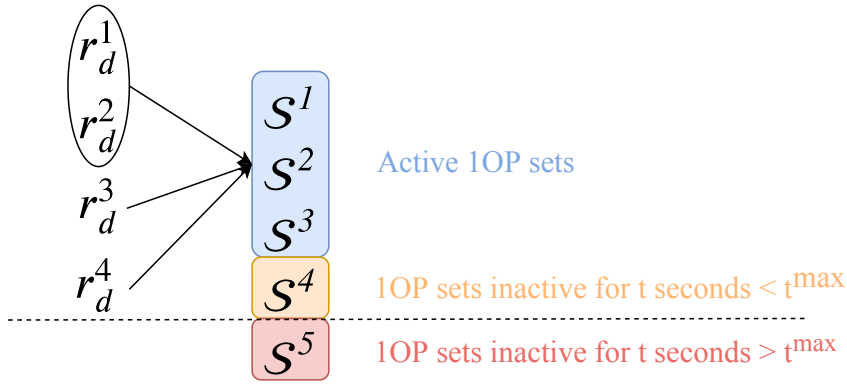 r_d^1
r_d^2
r_d^3
r_d^4
S^1
S^2
S^3
S^4
S^5
Active 1OP sets
1OP sets inactive for t seconds < t^max
1OP sets inactive for t seconds > t^max